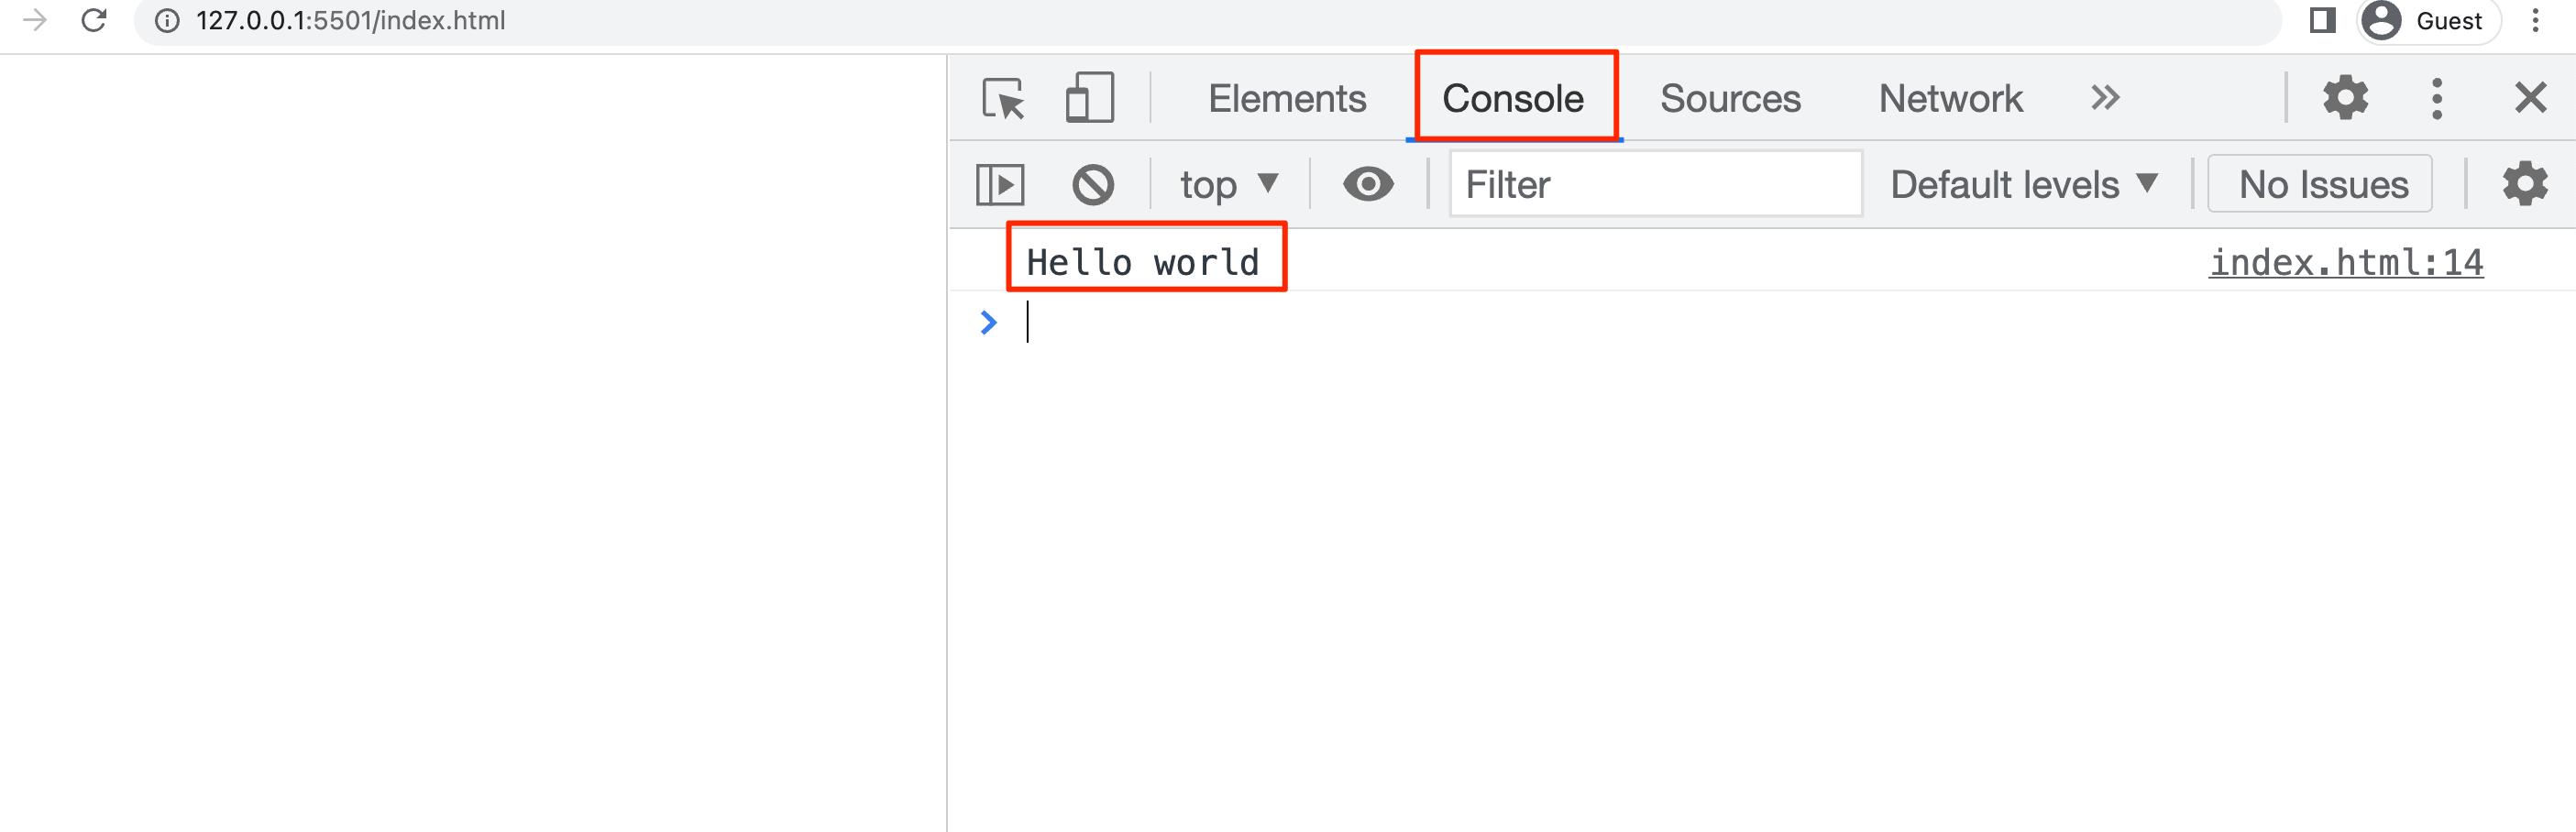 127.0.0.1:5501/index.html Guest
Elements Console Sources Network
top Filter Default levels No Issues
Hello world index.html:14